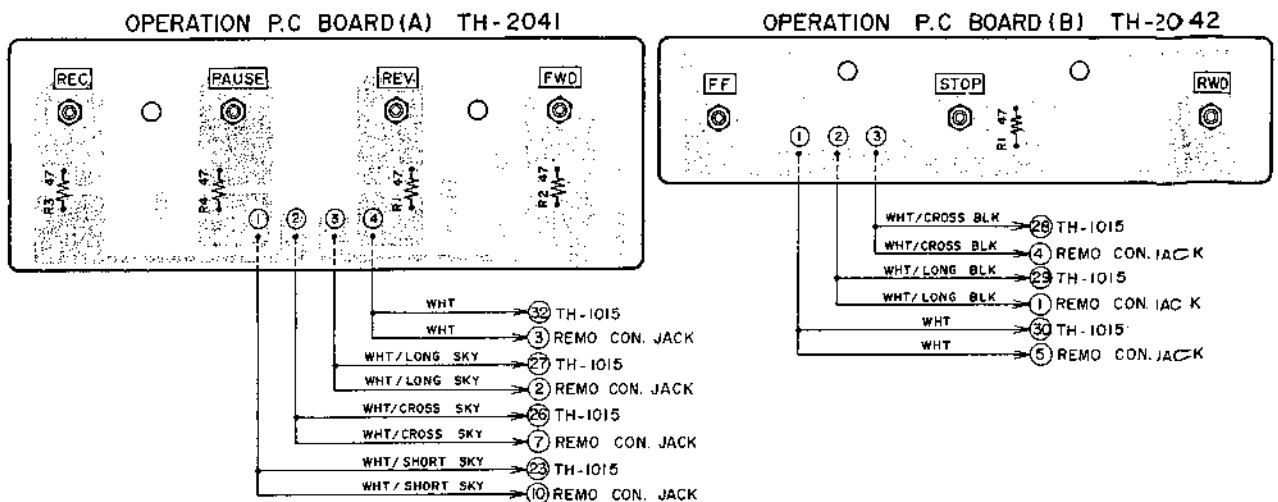 OPERATION P.C BOARD(A) TH-2041
REC.
PAUSE
REV.
FWD
R3 47
R4 47
R1 47
R2 47
1 2 3 4
WHT 32 TH-1015
WHT 3 REMO CON. JACK
WHT/LONG SKY 27 TH-1015
WHT/LONG SKY 2 REMO CON. JACK
WHT/CROSS SKY 26 TH-1015
WHT/CROSS SKY 7 REMO CON. JACK
WHT/SHORT SKY 23 TH-1015
WHT/SHORT SKY 10 REMO CON. JACK
OPERATION P.C BOARD(B) TH-2042
FF
STOP
RWD
R1 47
1 2 3
WHT/CROSS BLK 28 TH-1015
WHT/CROSS BLK 4 REMO CON. JACK
WHT/LONG BLK 29 TH-1015
WHT/LONG BLK 1 REMO CON. JACK
WHT 30 TH-1015
WHT 5 REMO CON. JACK